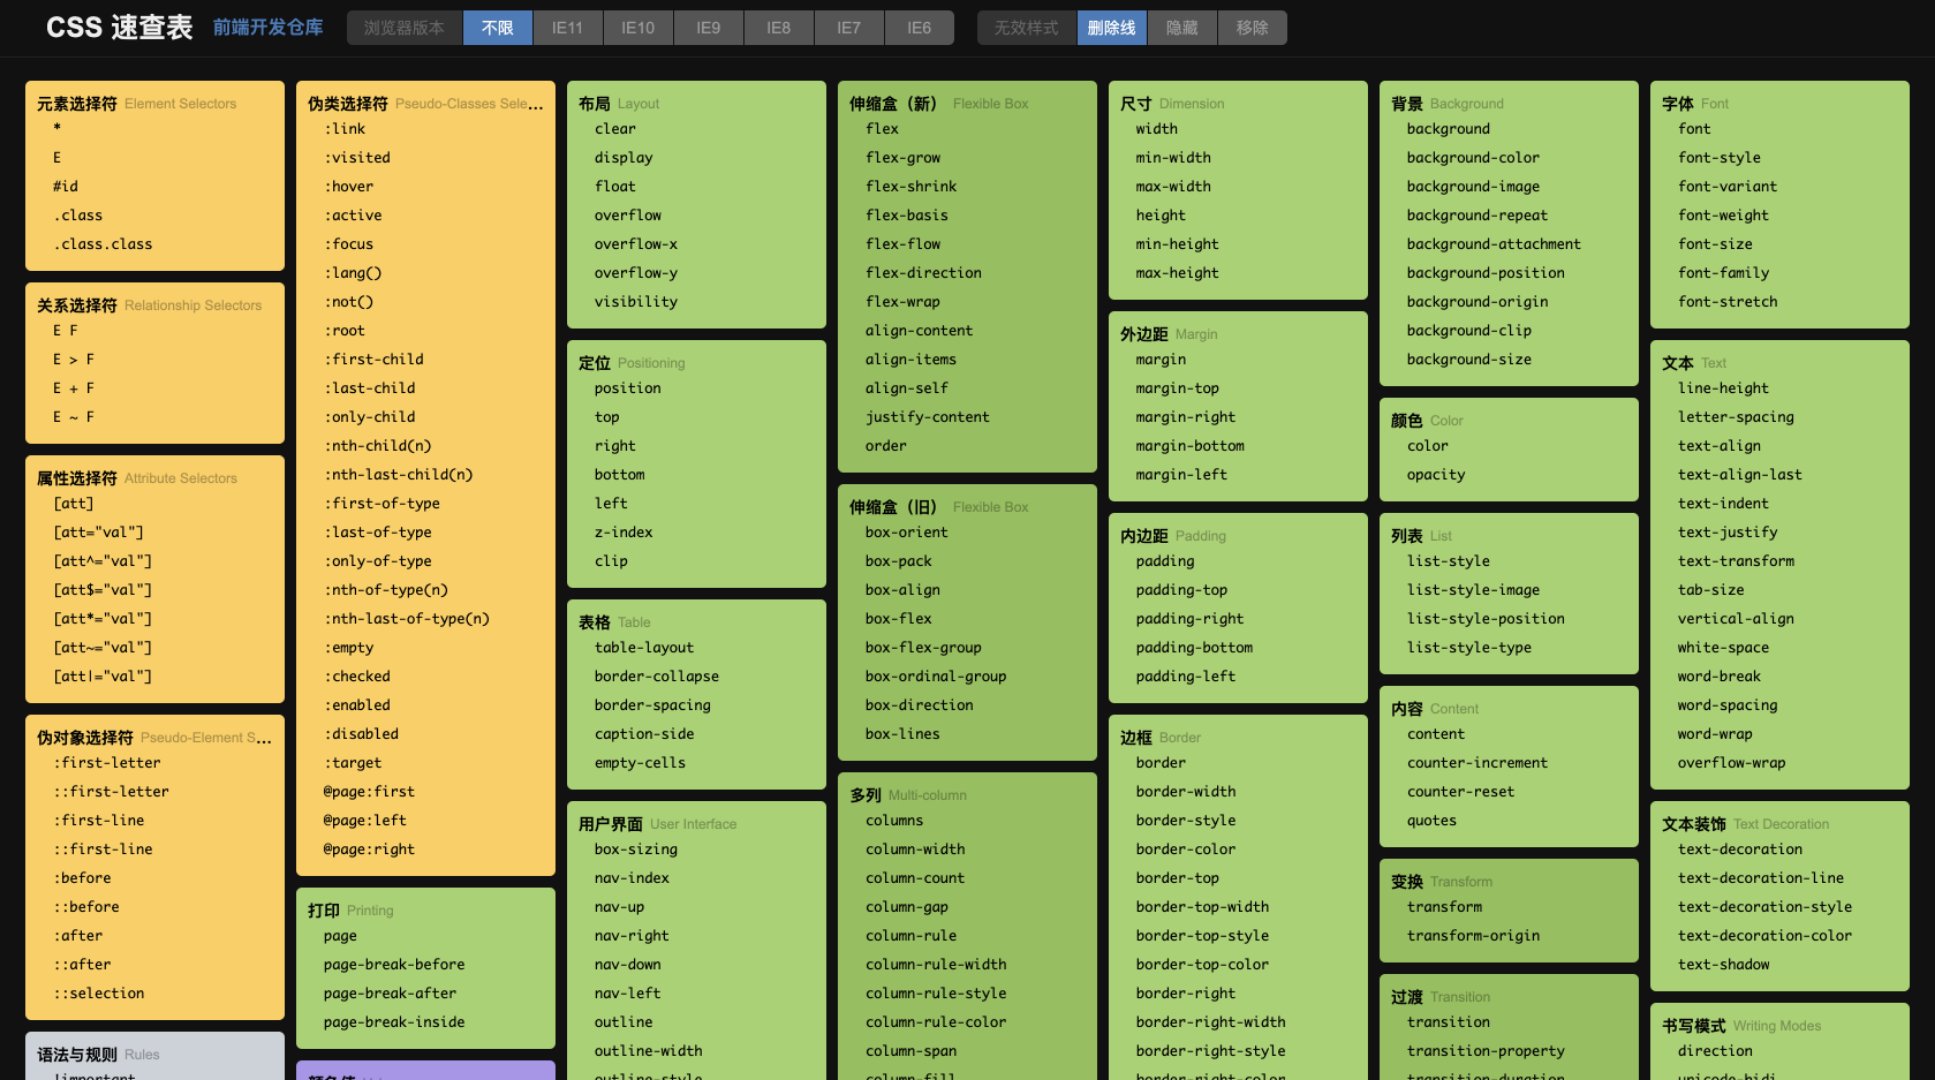 CSS 速查表 前端开发仓库 浏览器版本 不限 IE11 IE10 IE9 IE8 IE7 IE6 无效样式 删除线 隐藏 移除
元素选择符 Element Selectors
*
E
#id
.class
.class.class
关系选择符 Relationship Selectors
E F
E > F
E + F
E ~ F
属性选择符 Attribute Selectors
[att]
[att="val"]
[att^="val"]
[att$="val"]
[att*="val"]
[att~="val"]
[att|="val"]
伪对象选择符 Pseudo-Element S...
:first-letter
::first-letter
:first-line
::first-line
:before
::before
:after
::after
::selection
语法与规则 Rules
!important
伪类选择符 Pseudo-Classes Sele...
:link
:visited
:hover
:active
:focus
:lang()
:not()
:root
:first-child
:last-child
:only-child
:nth-child(n)
:nth-last-child(n)
:first-of-type
:last-of-type
:only-of-type
:nth-of-type(n)
:nth-last-of-type(n)
:empty
:checked
:enabled
:disabled
:target
@page:first
@page:left
@page:right
打印 Printing
page
page-break-before
page-break-after
page-break-inside
布局 Layout
clear
display
float
overflow
overflow-x
overflow-y
visibility
定位 Positioning
position
top
right
bottom
left
z-index
clip
表格 Table
table-layout
border-collapse
border-spacing
caption-side
empty-cells
用户界面 User Interface
box-sizing
nav-index
nav-up
nav-right
nav-down
nav-left
outline
outline-width
outline-style
伸缩盒（新） Flexible Box
flex
flex-grow
flex-shrink
flex-basis
flex-flow
flex-direction
flex-wrap
align-content
align-items
align-self
justify-content
order
伸缩盒（旧） Flexible Box
box-orient
box-pack
box-align
box-flex
box-flex-group
box-ordinal-group
box-direction
box-lines
多列 Multi-column
columns
column-width
column-count
column-gap
column-rule
column-rule-width
column-rule-style
column-rule-color
column-span
column-fill
尺寸 Dimension
width
min-width
max-width
height
min-height
max-height
外边距 Margin
margin
margin-top
margin-right
margin-bottom
margin-left
内边距 Padding
padding
padding-top
padding-right
padding-bottom
padding-left
边框 Border
border
border-width
border-style
border-color
border-top
border-top-width
border-top-style
border-top-color
border-right
border-right-width
border-right-style
border-right-color
背景 Background
background
background-color
background-image
background-repeat
background-attachment
background-position
background-origin
background-clip
background-size
颜色 Color
color
opacity
列表 List
list-style
list-style-image
list-style-position
list-style-type
内容 Content
content
counter-increment
counter-reset
quotes
变换 Transform
transform
transform-origin
过渡 Transition
transition
transition-property
transition-duration
字体 Font
font
font-style
font-variant
font-weight
font-size
font-family
font-stretch
文本 Text
line-height
letter-spacing
text-align
text-align-last
text-indent
text-justify
text-transform
tab-size
vertical-align
white-space
word-break
word-spacing
word-wrap
overflow-wrap
文本装饰 Text Decoration
text-decoration
text-decoration-line
text-decoration-style
text-decoration-color
text-shadow
书写模式 Writing Modes
direction
unicode-bidi